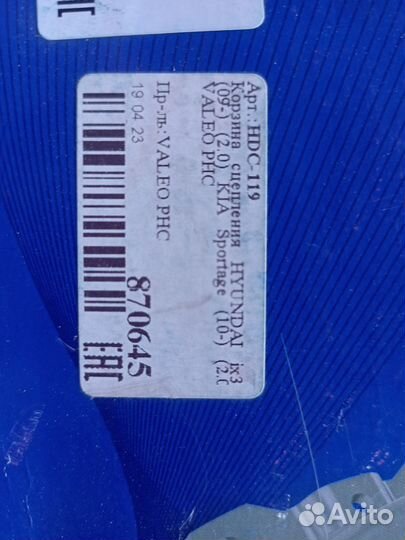 Арт.:HDC-119
Корзина сцепления HYUNDAI ix3
(09-) (2.0) KIA Sportage (10-) (2.0
VALEO PHC
Пр-ль:VALEO PHC
19 04 23
870645
EAC
EAC
Avito